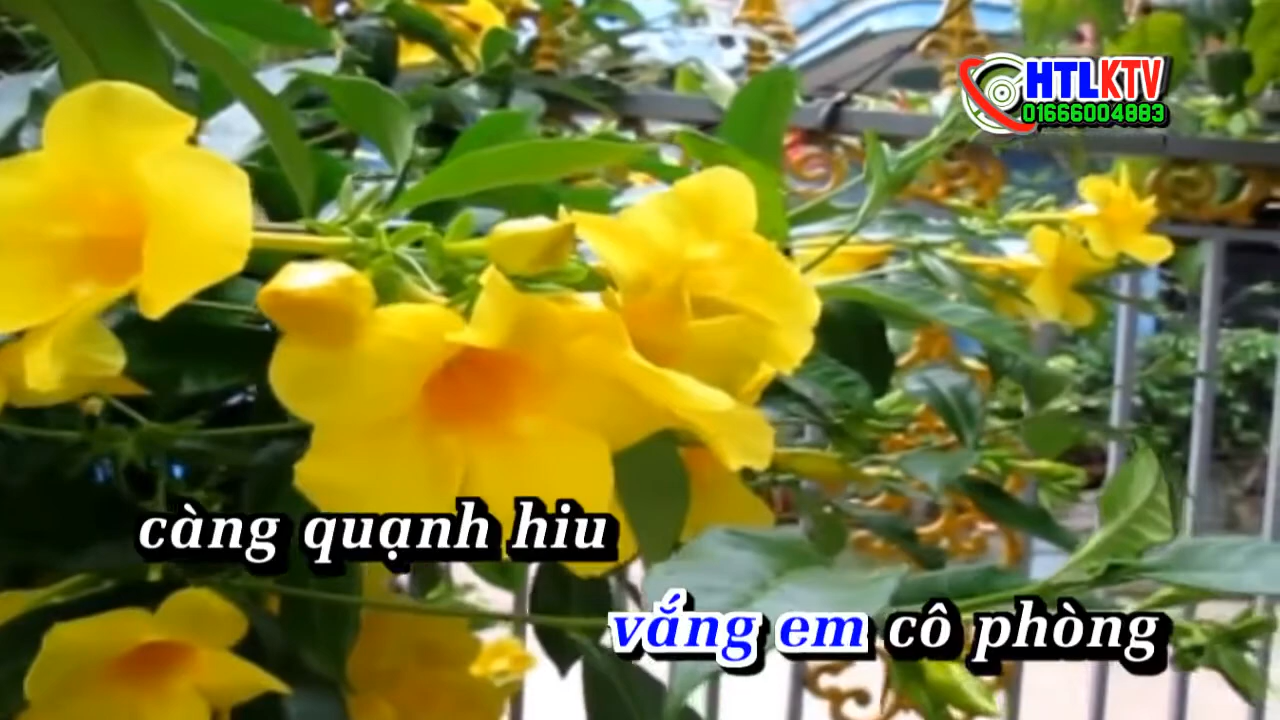 HTLKTV
01666004883
càng quạnh hiu
vắng em cô phòng